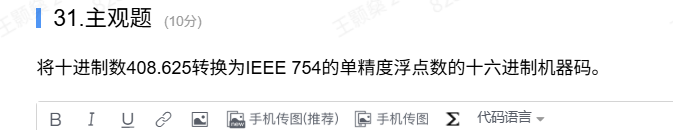 31.主观题 (10分)
将十进制数408.625转换为IEEE 754的单精度浮点数的十六进制机器码。
B I U 手机传图(推荐) 手机传图 Σ 代码语言